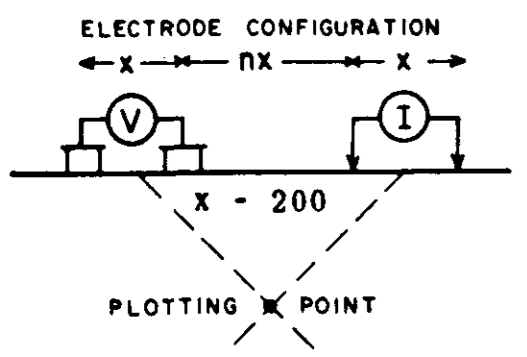 ELECTRODE CONFIGURATION
x nx x
V I
x - 200
PLOTTING POINT